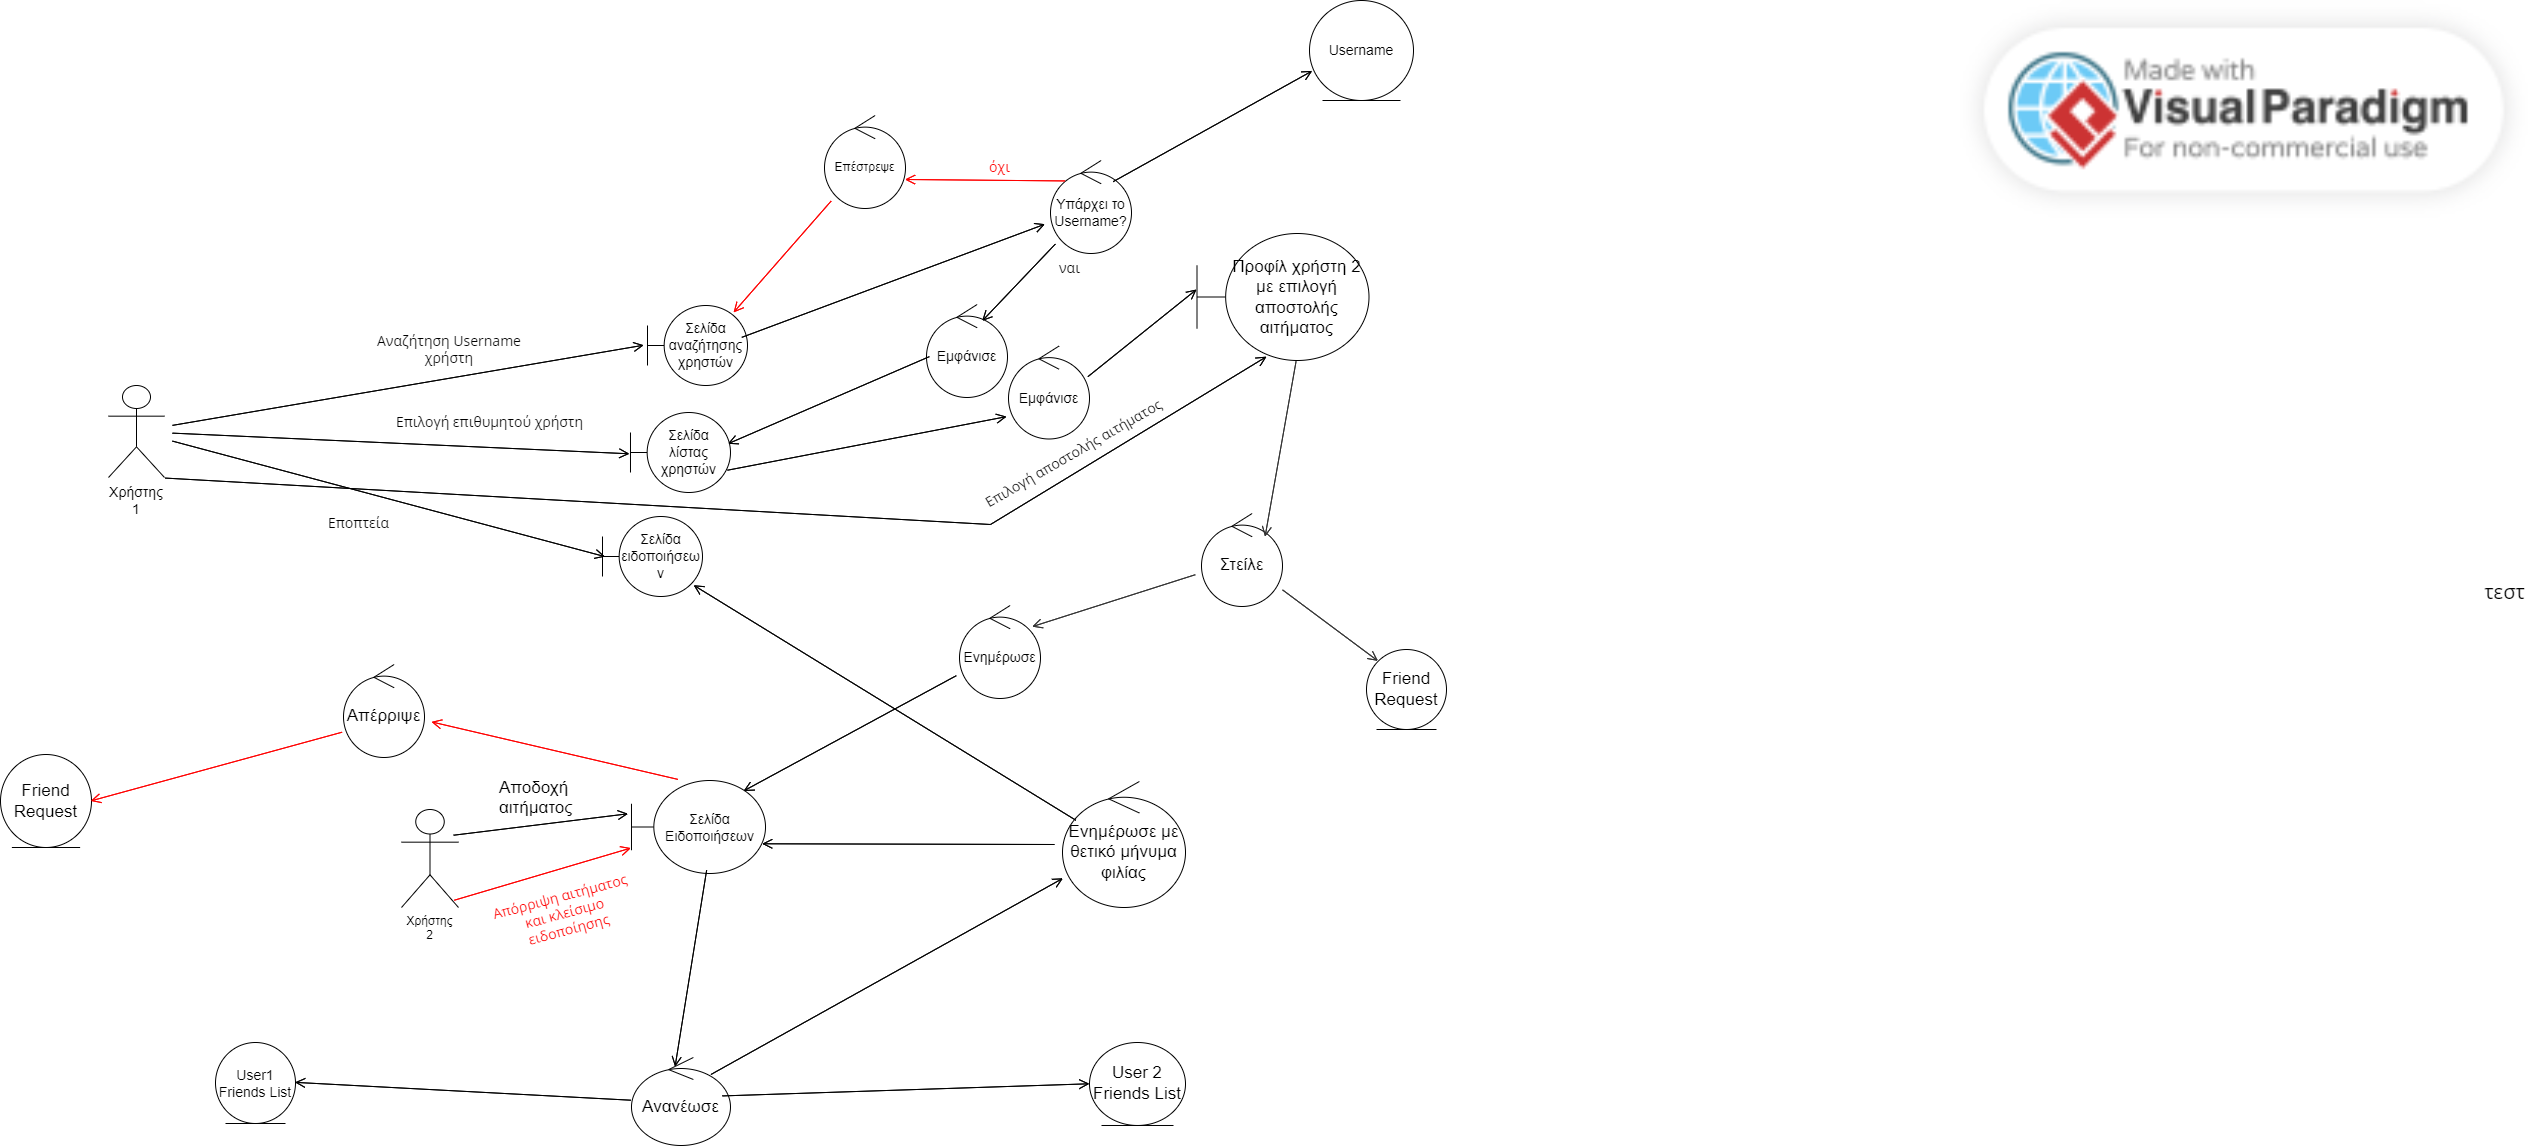 Username
Made with
Visual Paradigm
For non-commercial use
Επέστρεψε
όχι
Υπάρχει το
Username?
ναι
Προφίλ χρήστη 2
με επιλογή
αποστολής
αιτήματος
Αναζήτηση Username
χρήστη
Σελίδα
αναζήτησης
χρηστών
Εμφάνισε
Εμφάνισε
Επιλογή επιθυμητού χρήστη
Σελίδα
λίστας
χρηστών
Επιλογή αποστολής αιτήματος
Χρήστης
1
Εποπτεία
Σελίδα
ειδοποιήσεω
ν
Στείλε
τεστ
Ενημέρωσε
Friend
Request
Απέρριψε
Friend
Request
Αποδοχή
αιτήματος
Σελίδα
Ειδοποιήσεων
Ενημέρωσε με
θετικό μήνυμα
φιλίας
Απόρριψη αιτήματος
και κλείσιμο
ειδοποίησης
Χρήστης
2
User1
Friends List
Ανανέωσε
User 2
Friends List